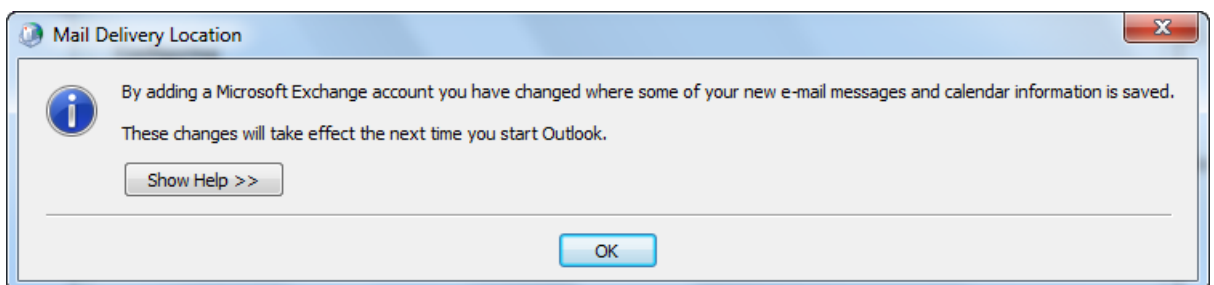 Mail Delivery Location
By adding a Microsoft Exchange account you have changed where some of your new e-mail messages and calendar information is saved.
These changes will take effect the next time you start Outlook.
Show Help >>
OK